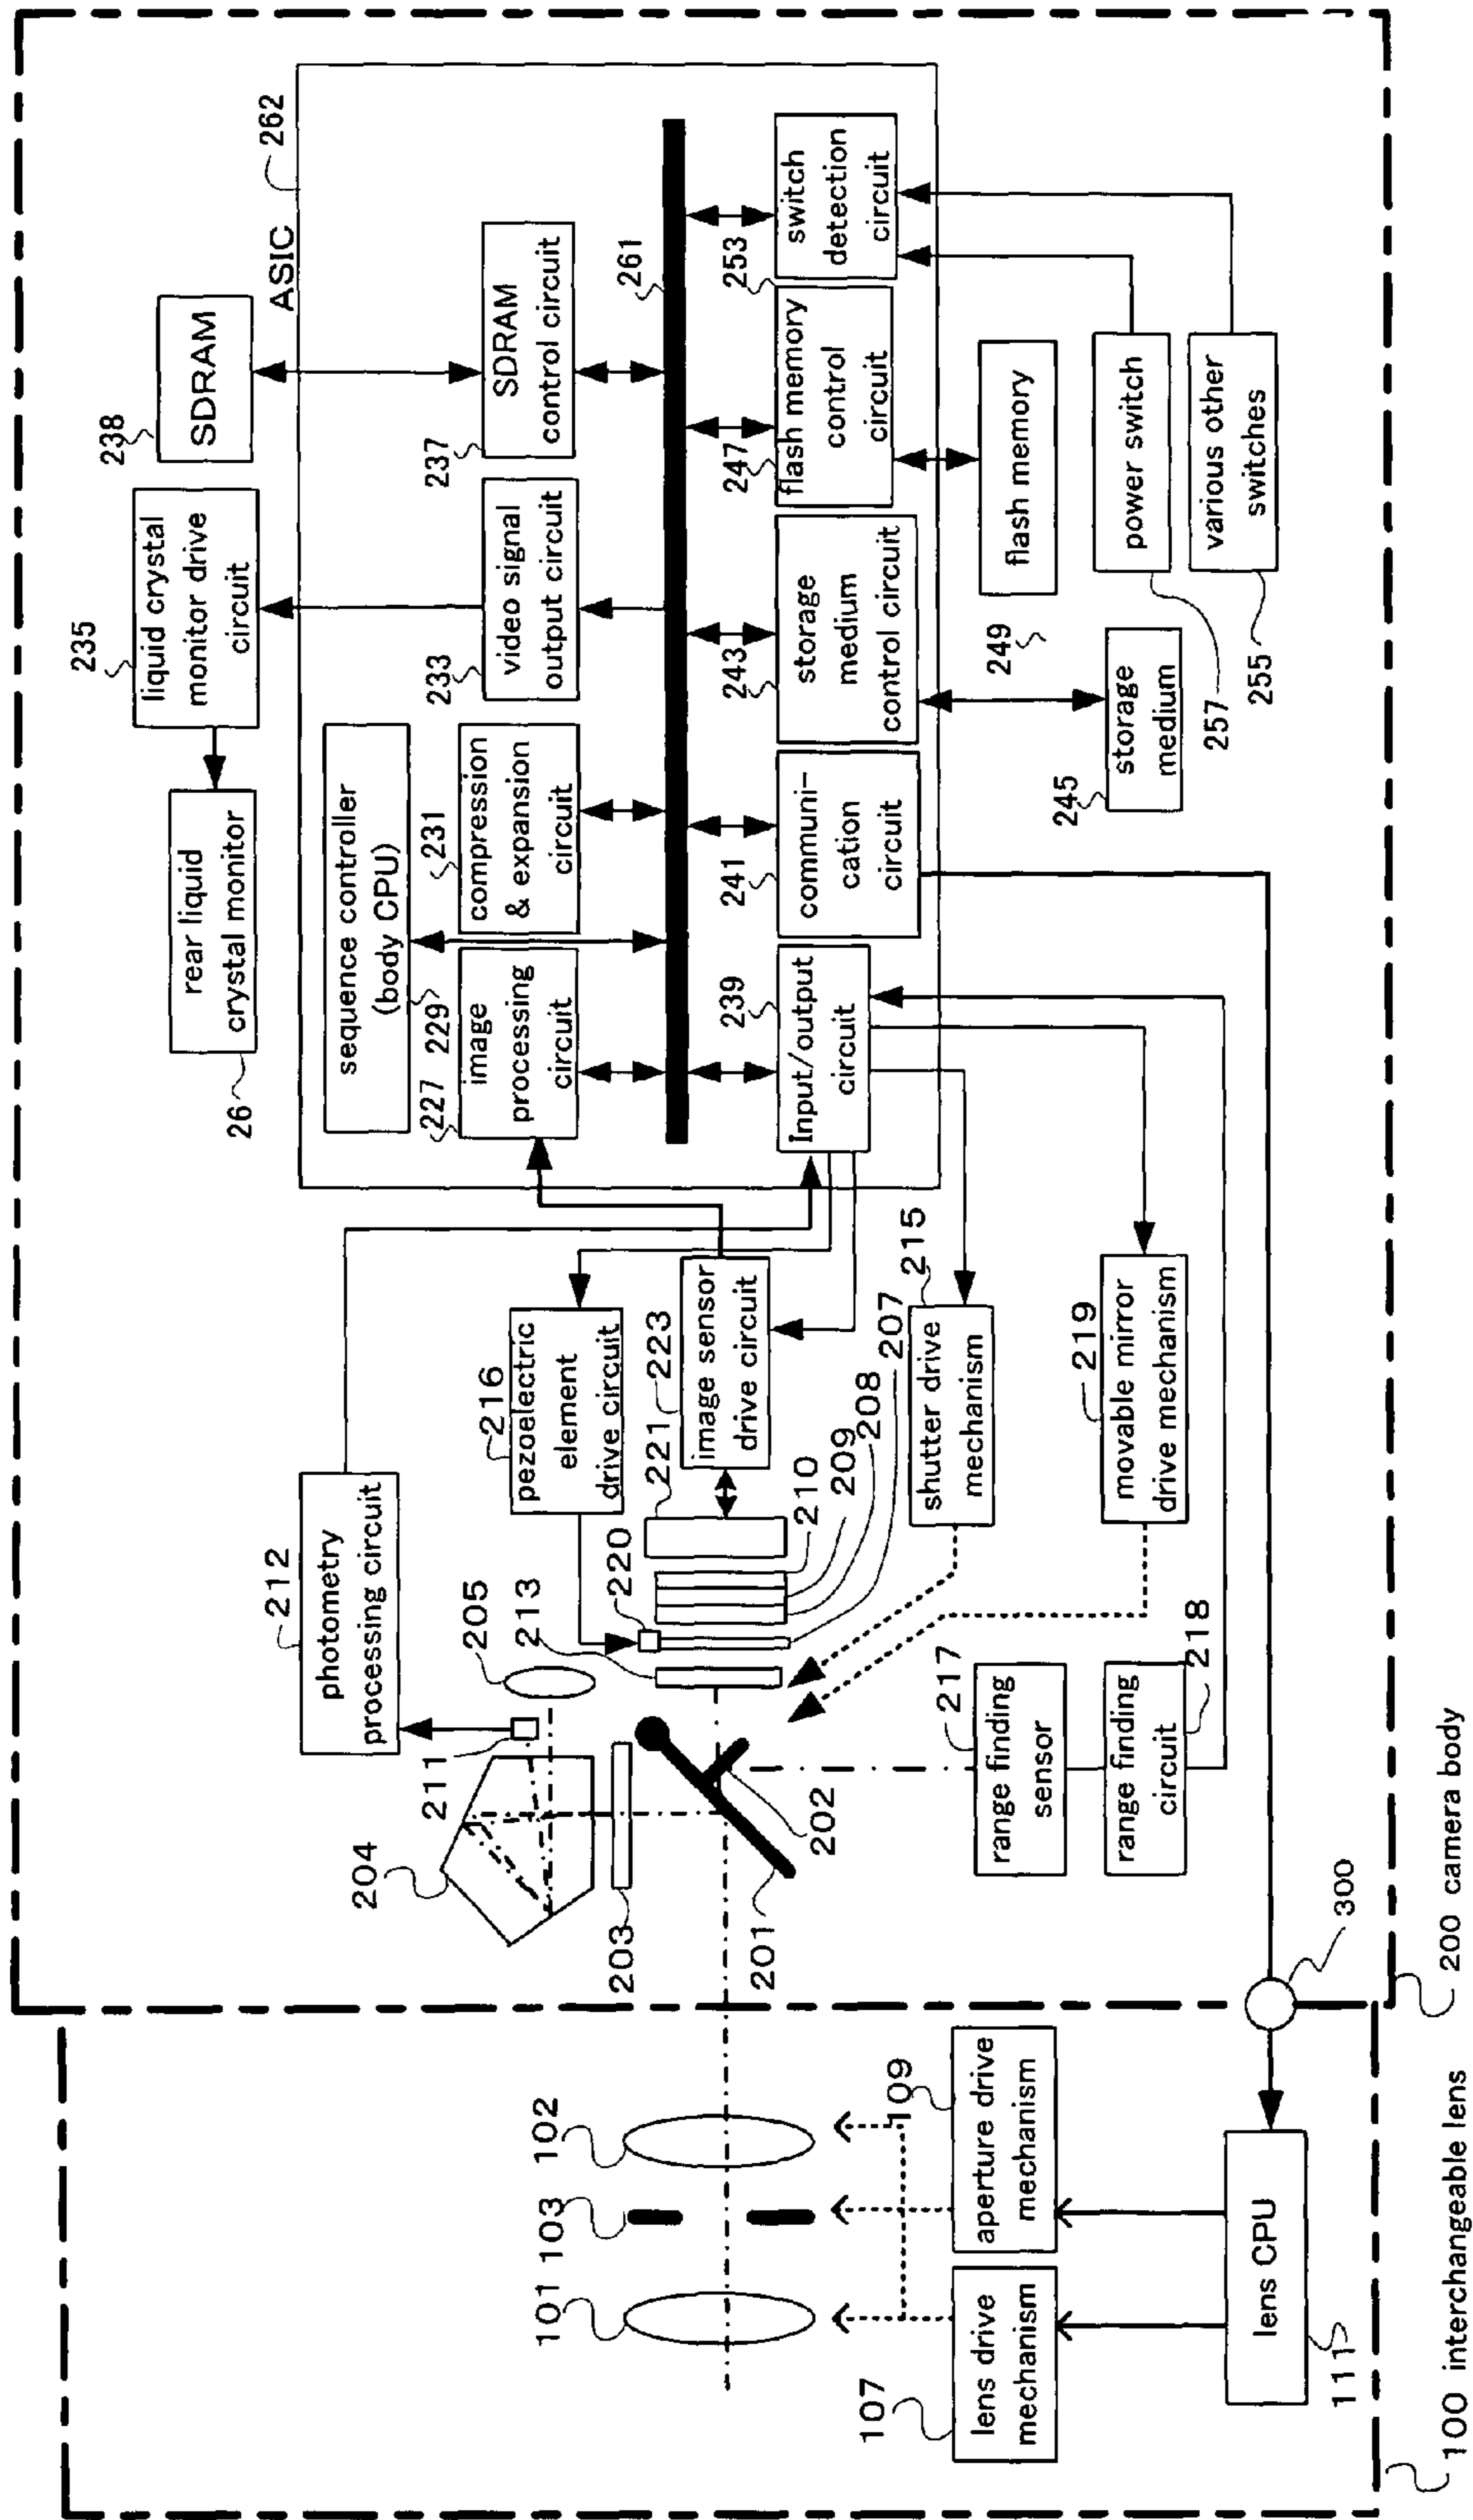 238
SDRAM
ASIC
262
235
liquid crystal
monitor drive
circuit
rear liquid
crystal monitor
26
237
SDRAM
control circuit
233
video signal
output circuit
sequence controller
(body CPU)
229
231
compression
& expansion
circuit
227
image
processing
circuit
261
239
Input/output
circuit
241
communi-
cation
circuit
243
storage
medium
control circuit
247
flash memory
control
circuit
253
switch
detection
circuit
flash memory
249
power switch
257
various other
switches
255
245
storage
medium
212
photometry
processing circuit
216
pezoelectric
element
drive circuit
223
image sensor
drive circuit
221
220
205
213
211
204
203
210
209
208
207
215
shutter drive
mechanism
219
movable mirror
drive mechanism
217
range finding
sensor
218
range finding
circuit
202
201
300
200 camera body
102
103
101
109
aperture drive
mechanism
107
lens drive
mechanism
lens CPU
111
100 interchangeable lens